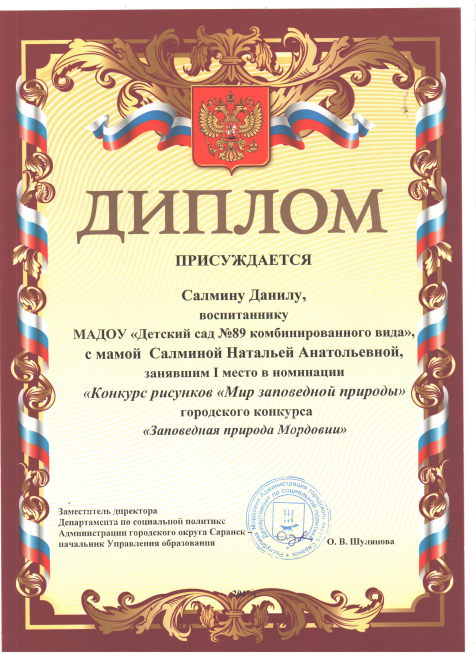 ДИПЛОМ
ПРИСУЖДАЕТСЯ
Салмину Данилу,
воспитаннику
МАДОУ «Детский сад №89 комбинированного вида»,
с мамой Салминой Натальей Анатольевной,
занявшим I место в номинации
«Конкурс рисунков «Мир заповедной природы»
городского конкурса
«Заповедная природа Мордовии»
Заместитель директора
Департамента по социальной политике
Администрации городского округа Саранск –
начальник Управления образования
О. В. Шулянова